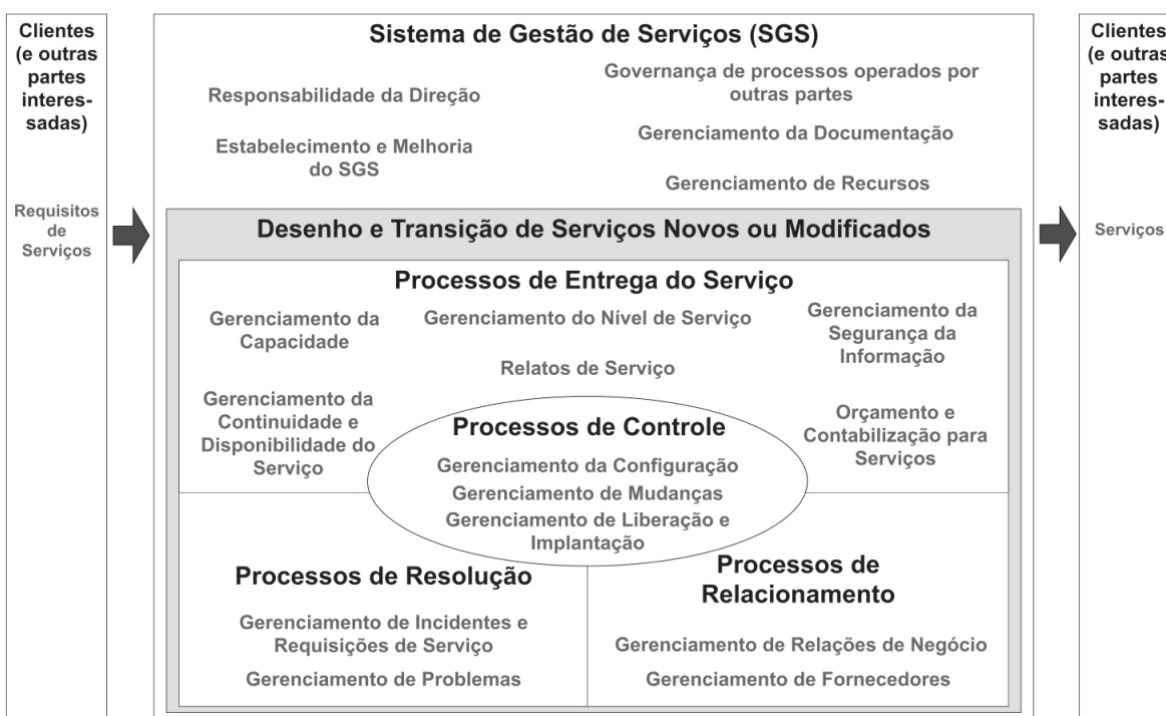 Clientes
(e outras
partes
interes-
sadas)
Requisitos
de
Serviços
Sistema de Gestão de Serviços (SGS)
Responsabilidade da Direção
Governança de processos operados por
outras partes
Estabelecimento e Melhoria
do SGS
Gerenciamento da Documentação
Gerenciamento de Recursos
Desenho e Transição de Serviços Novos ou Modificados
Processos de Entrega do Serviço
Gerenciamento da
Capacidade
Gerenciamento do Nível de Serviço
Gerenciamento da
Segurança da
Informação
Relatos de Serviço
Gerenciamento da
Continuidade e
Disponibilidade do
Serviço
Orçamento e
Contabilização para
Serviços
Processos de Controle
Gerenciamento da Configuração
Gerenciamento de Mudanças
Gerenciamento de Liberação e
Implantação
Processos de Resolução
Gerenciamento de Incidentes e
Requisições de Serviço
Gerenciamento de Problemas
Processos de
Relacionamento
Gerenciamento de Relações de Negócio
Gerenciamento de Fornecedores
Clientes
(e outras
partes
interes-
sadas)
Serviços